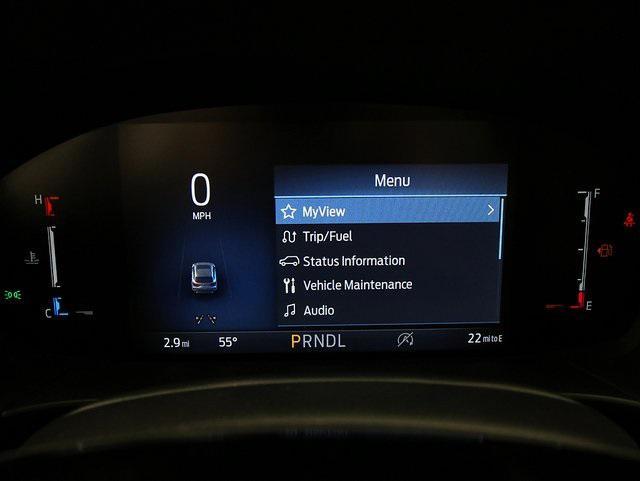 0
MPH
Menu
MyView
Trip/Fuel
Status Information
Vehicle Maintenance
Audio
H
C
F
E
2.9 mi
55°
PRNDL
22 mi to E